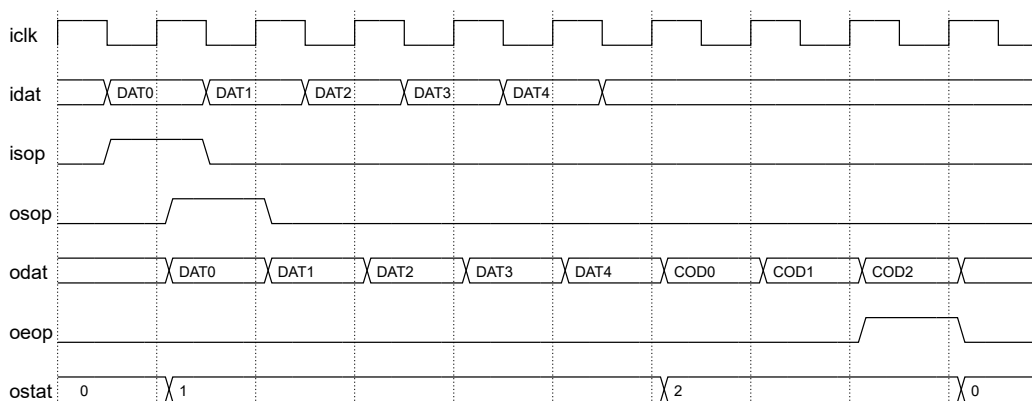 iclk
idat DAT0 DAT1 DAT2 DAT3 DAT4
isop
osop
odat DAT0 DAT1 DAT2 DAT3 DAT4 COD0 COD1 COD2
oeop
ostat 0 1 2 0